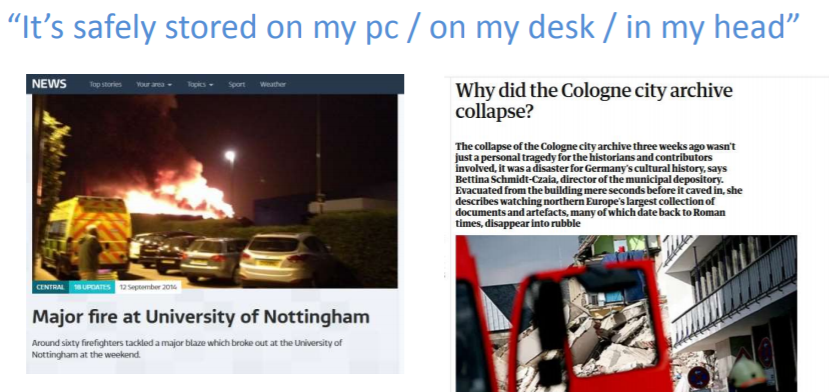 “It’s safely stored on my pc / on my desk / in my head”
NEWS Top stories Your area Topics Sport Weather
CENTRAL 18 UPDATES 12 September 2014
Major fire at University of Nottingham
Around sixty firefighters tackled a major blaze which broke out at the University of
Nottingham at the weekend.
Why did the Cologne city archive
collapse?
The collapse of the Cologne city archive three weeks ago wasn't
just a personal tragedy for the historians and contributors
involved, it was a disaster for Germany's cultural history, says
Bettina Schmidt-Czaia, director of the municipal depository.
Evacuated from the building mere seconds before it caved in, she
describes watching northern Europe's largest collection of
documents and artefacts, many of which date back to Roman
times, disappear into rubble